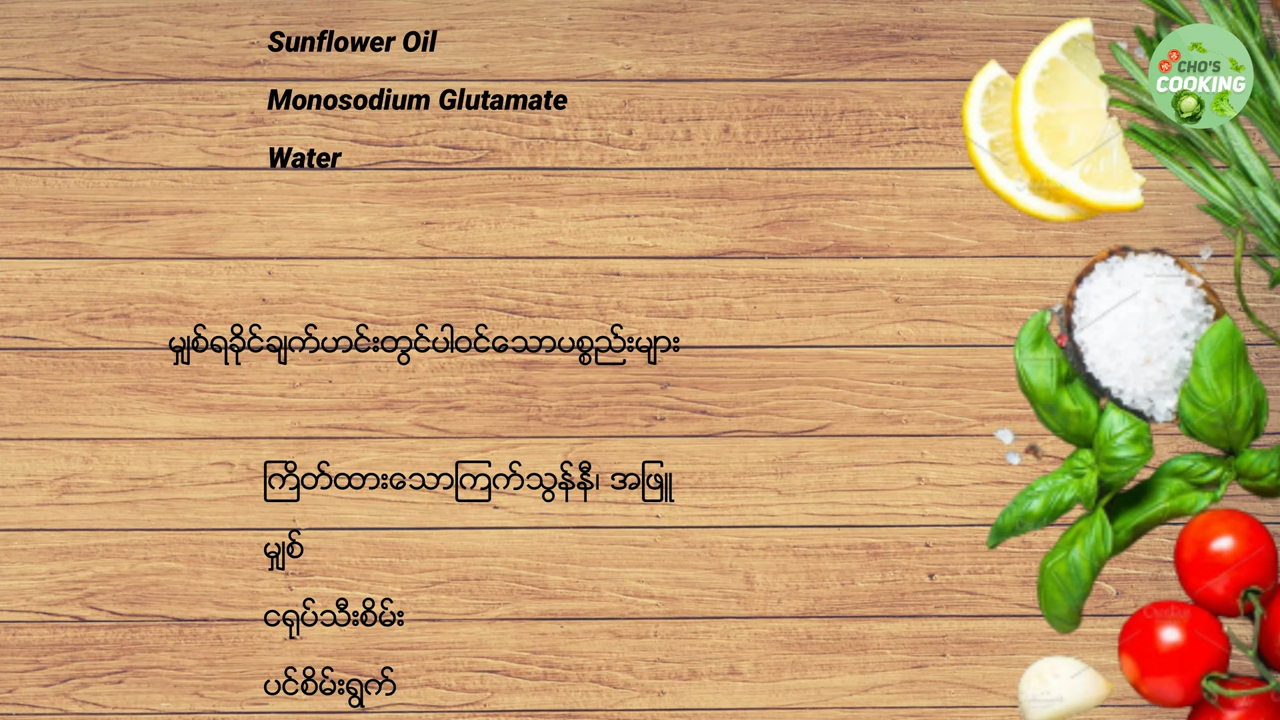 Sunflower Oil
Monosodium Glutamate
Water
CHO'S
COOKING
မျှစ်ရခိုင်ချက်ဟင်းတွင်ပါဝင်သောပစ္စည်းများ
ကြိတ်ထားသောကြက်သွန်နီ၊ အဖြူ
မျှစ်
ငရုပ်သီးစိမ်း
ပင်စိမ်းရွက်